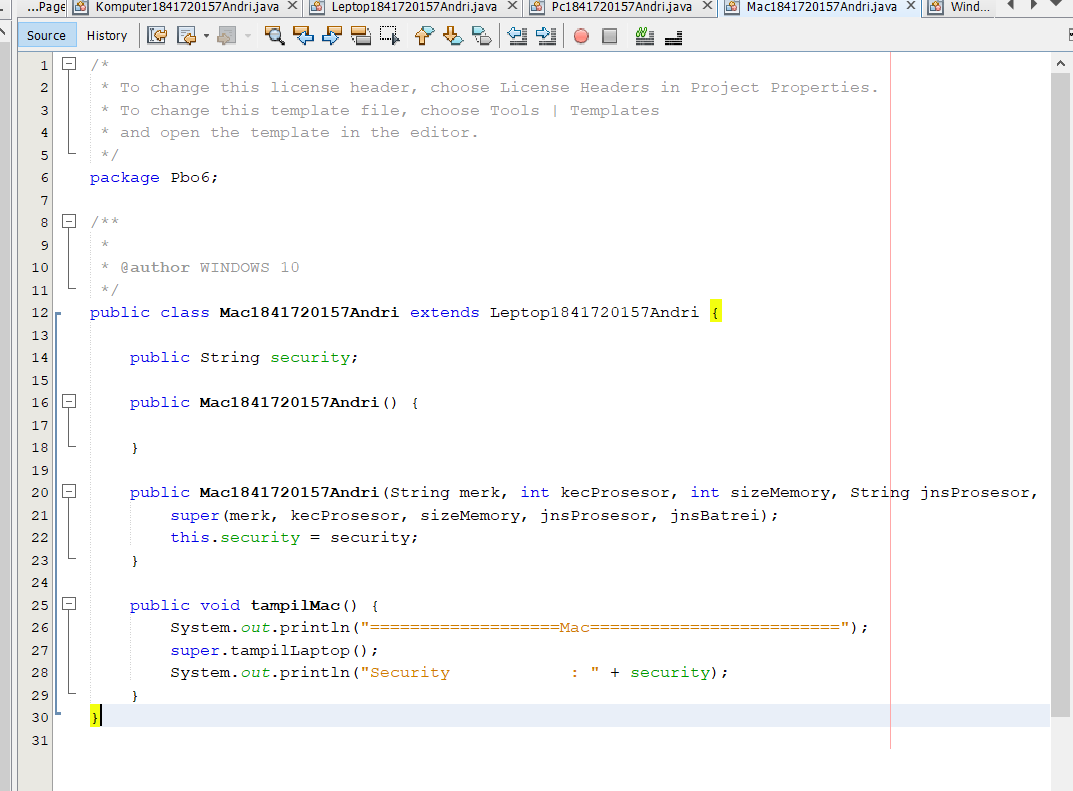 ...Page Komputer1841720157Andri.java Leptop1841720157Andri.java Pc1841720157Andri.java Mac1841720157Andri.java Wind...
Source History
1 /*
2 * To change this license header, choose License Headers in Project Properties.
3 * To change this template file, choose Tools | Templates
4 * and open the template in the editor.
5 */
6 package Pbo6;
7
8 /**
9 *
10 * @author WINDOWS 10
11 */
12 public class Mac1841720157Andri extends Leptop1841720157Andri {
13
14 public String security;
15
16 public Mac1841720157Andri() {
17
18 }
19
20 public Mac1841720157Andri(String merk, int kecProsesor, int sizeMemory, String jnsProsesor,
21 super(merk, kecProsesor, sizeMemory, jnsProsesor, jnsBatrei);
22 this.security = security;
23 }
24
25 public void tampilMac() {
26 System.out.println("===================Mac=========================");
27 super.tampilLaptop();
28 System.out.println("Security            : " + security);
29 }
30 }
31